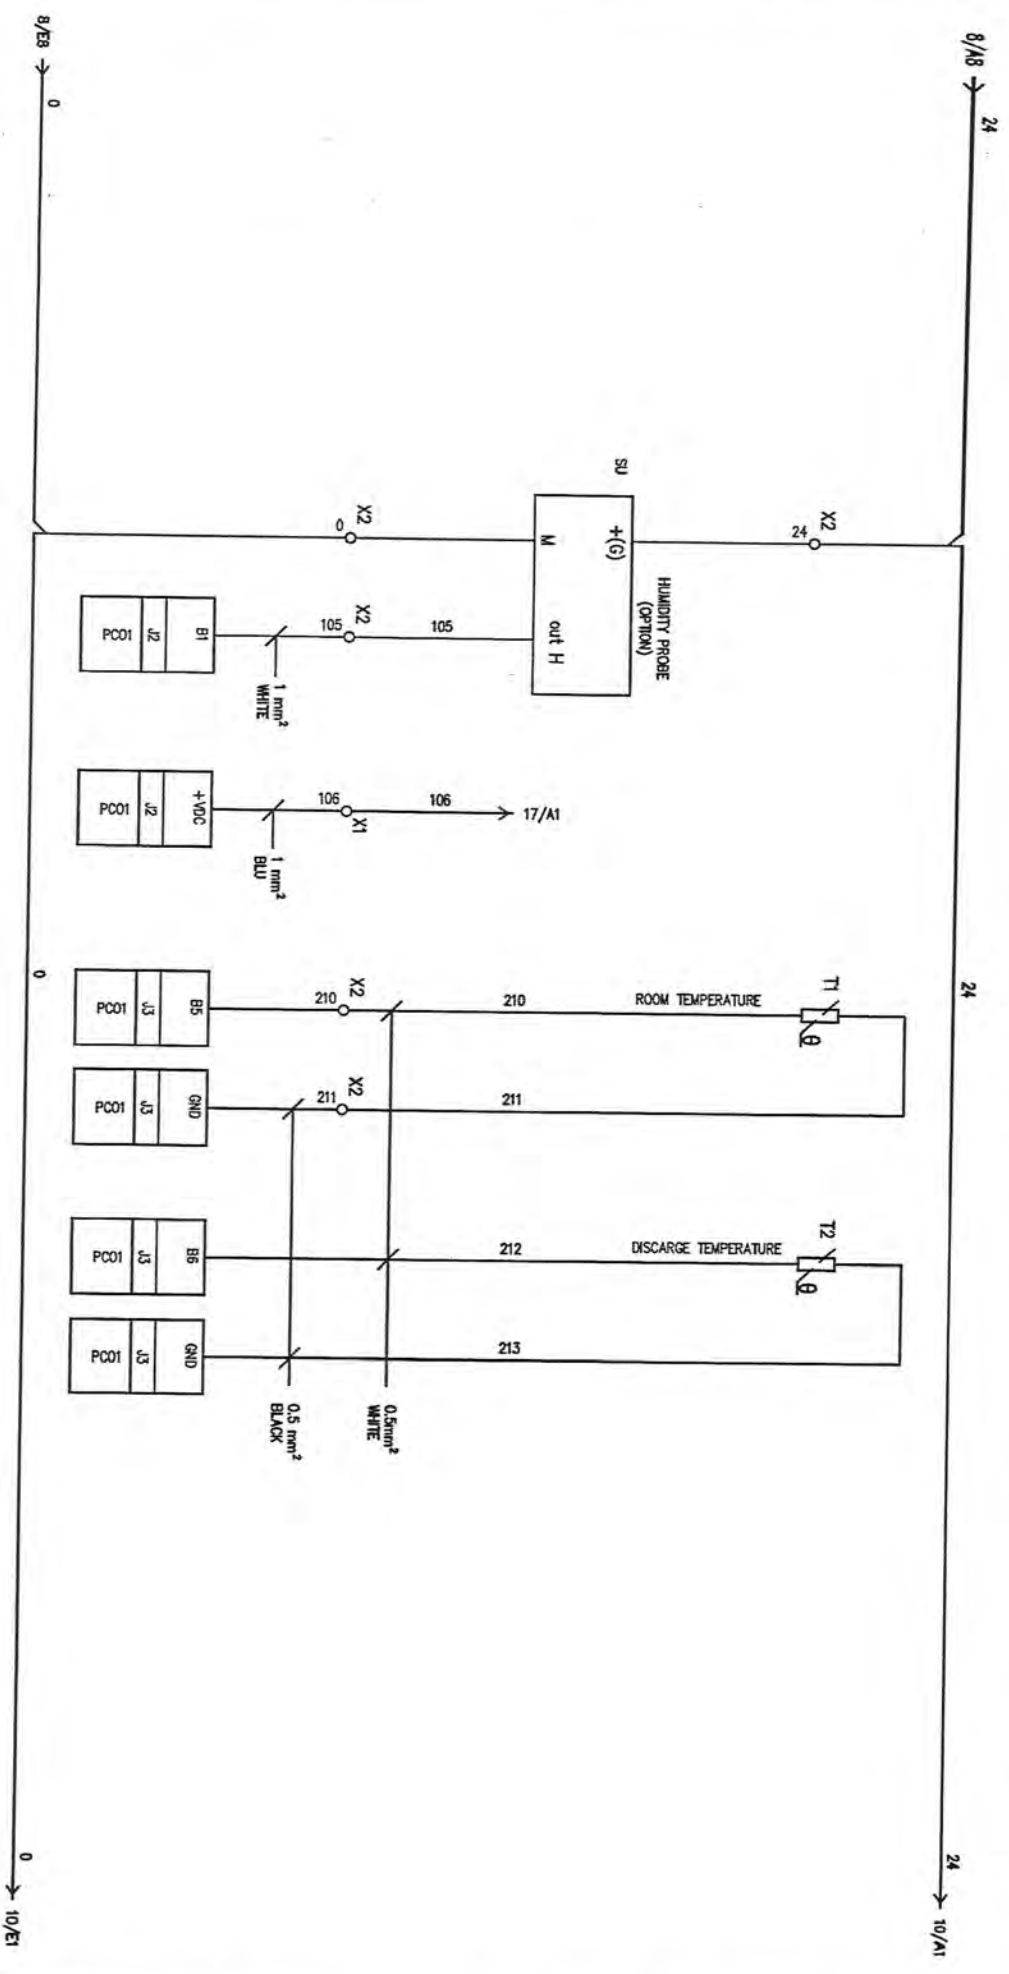 8/A8
24
24
24
10/A1
X2
24
SU
+(G)
M
out H
HUMIDITY PROBE
(OPTION)
X2
0
X2
105
105
B1
J2
PCO1
1 mm²
WHITE
17/A1
106
106
X1
+VDC
J2
PCO1
1 mm²
BLU
T1
θ
ROOM TEMPERATURE
210
X2
210
B5
J3
PCO1
211
X2
211
GND
J3
PCO1
T2
θ
DISCARGE TEMPERATURE
212
B6
J3
PCO1
213
GND
J3
PCO1
0.5mm²
WHITE
0.5 mm²
BLACK
8/E8
0
0
0
10/E1